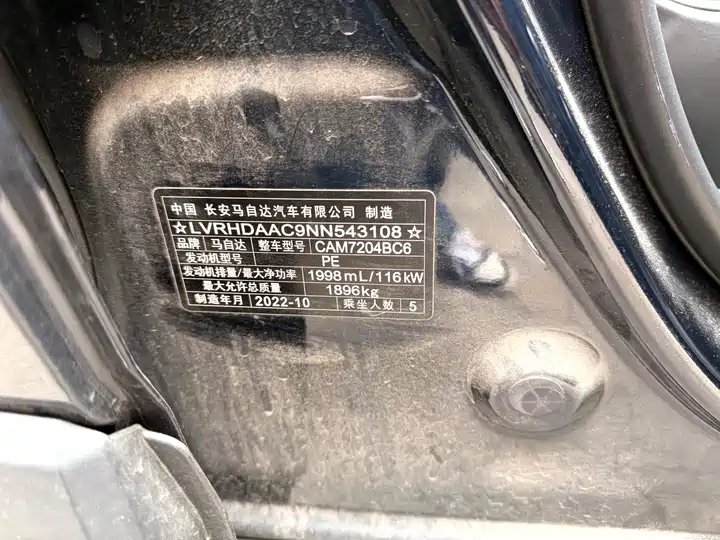 中国 长安马自达汽车有限公司 制造
☆LVRHDAAC9NN543108☆
品牌 马自达 整车型号 CAM7204BC6
发动机型号 PE
发动机排量/最大净功率 1998mL/116kW
最大允许总质量 1896kg
制造年月 2022-10 乘坐人数 5